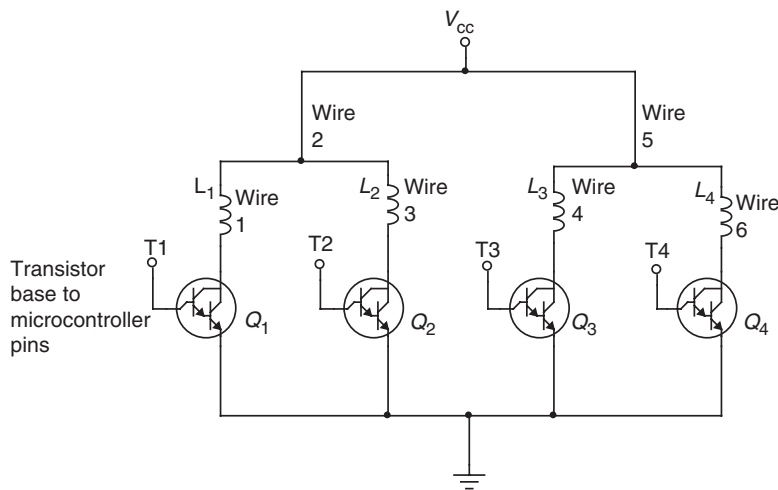 Vcc
Wire
2
Wire
5
L1
Wire
1
L2
Wire
3
L3
Wire
4
L4
Wire
6
T1
T2
T3
T4
Transistor
base to
microcontroller
pins
Q1
Q2
Q3
Q4